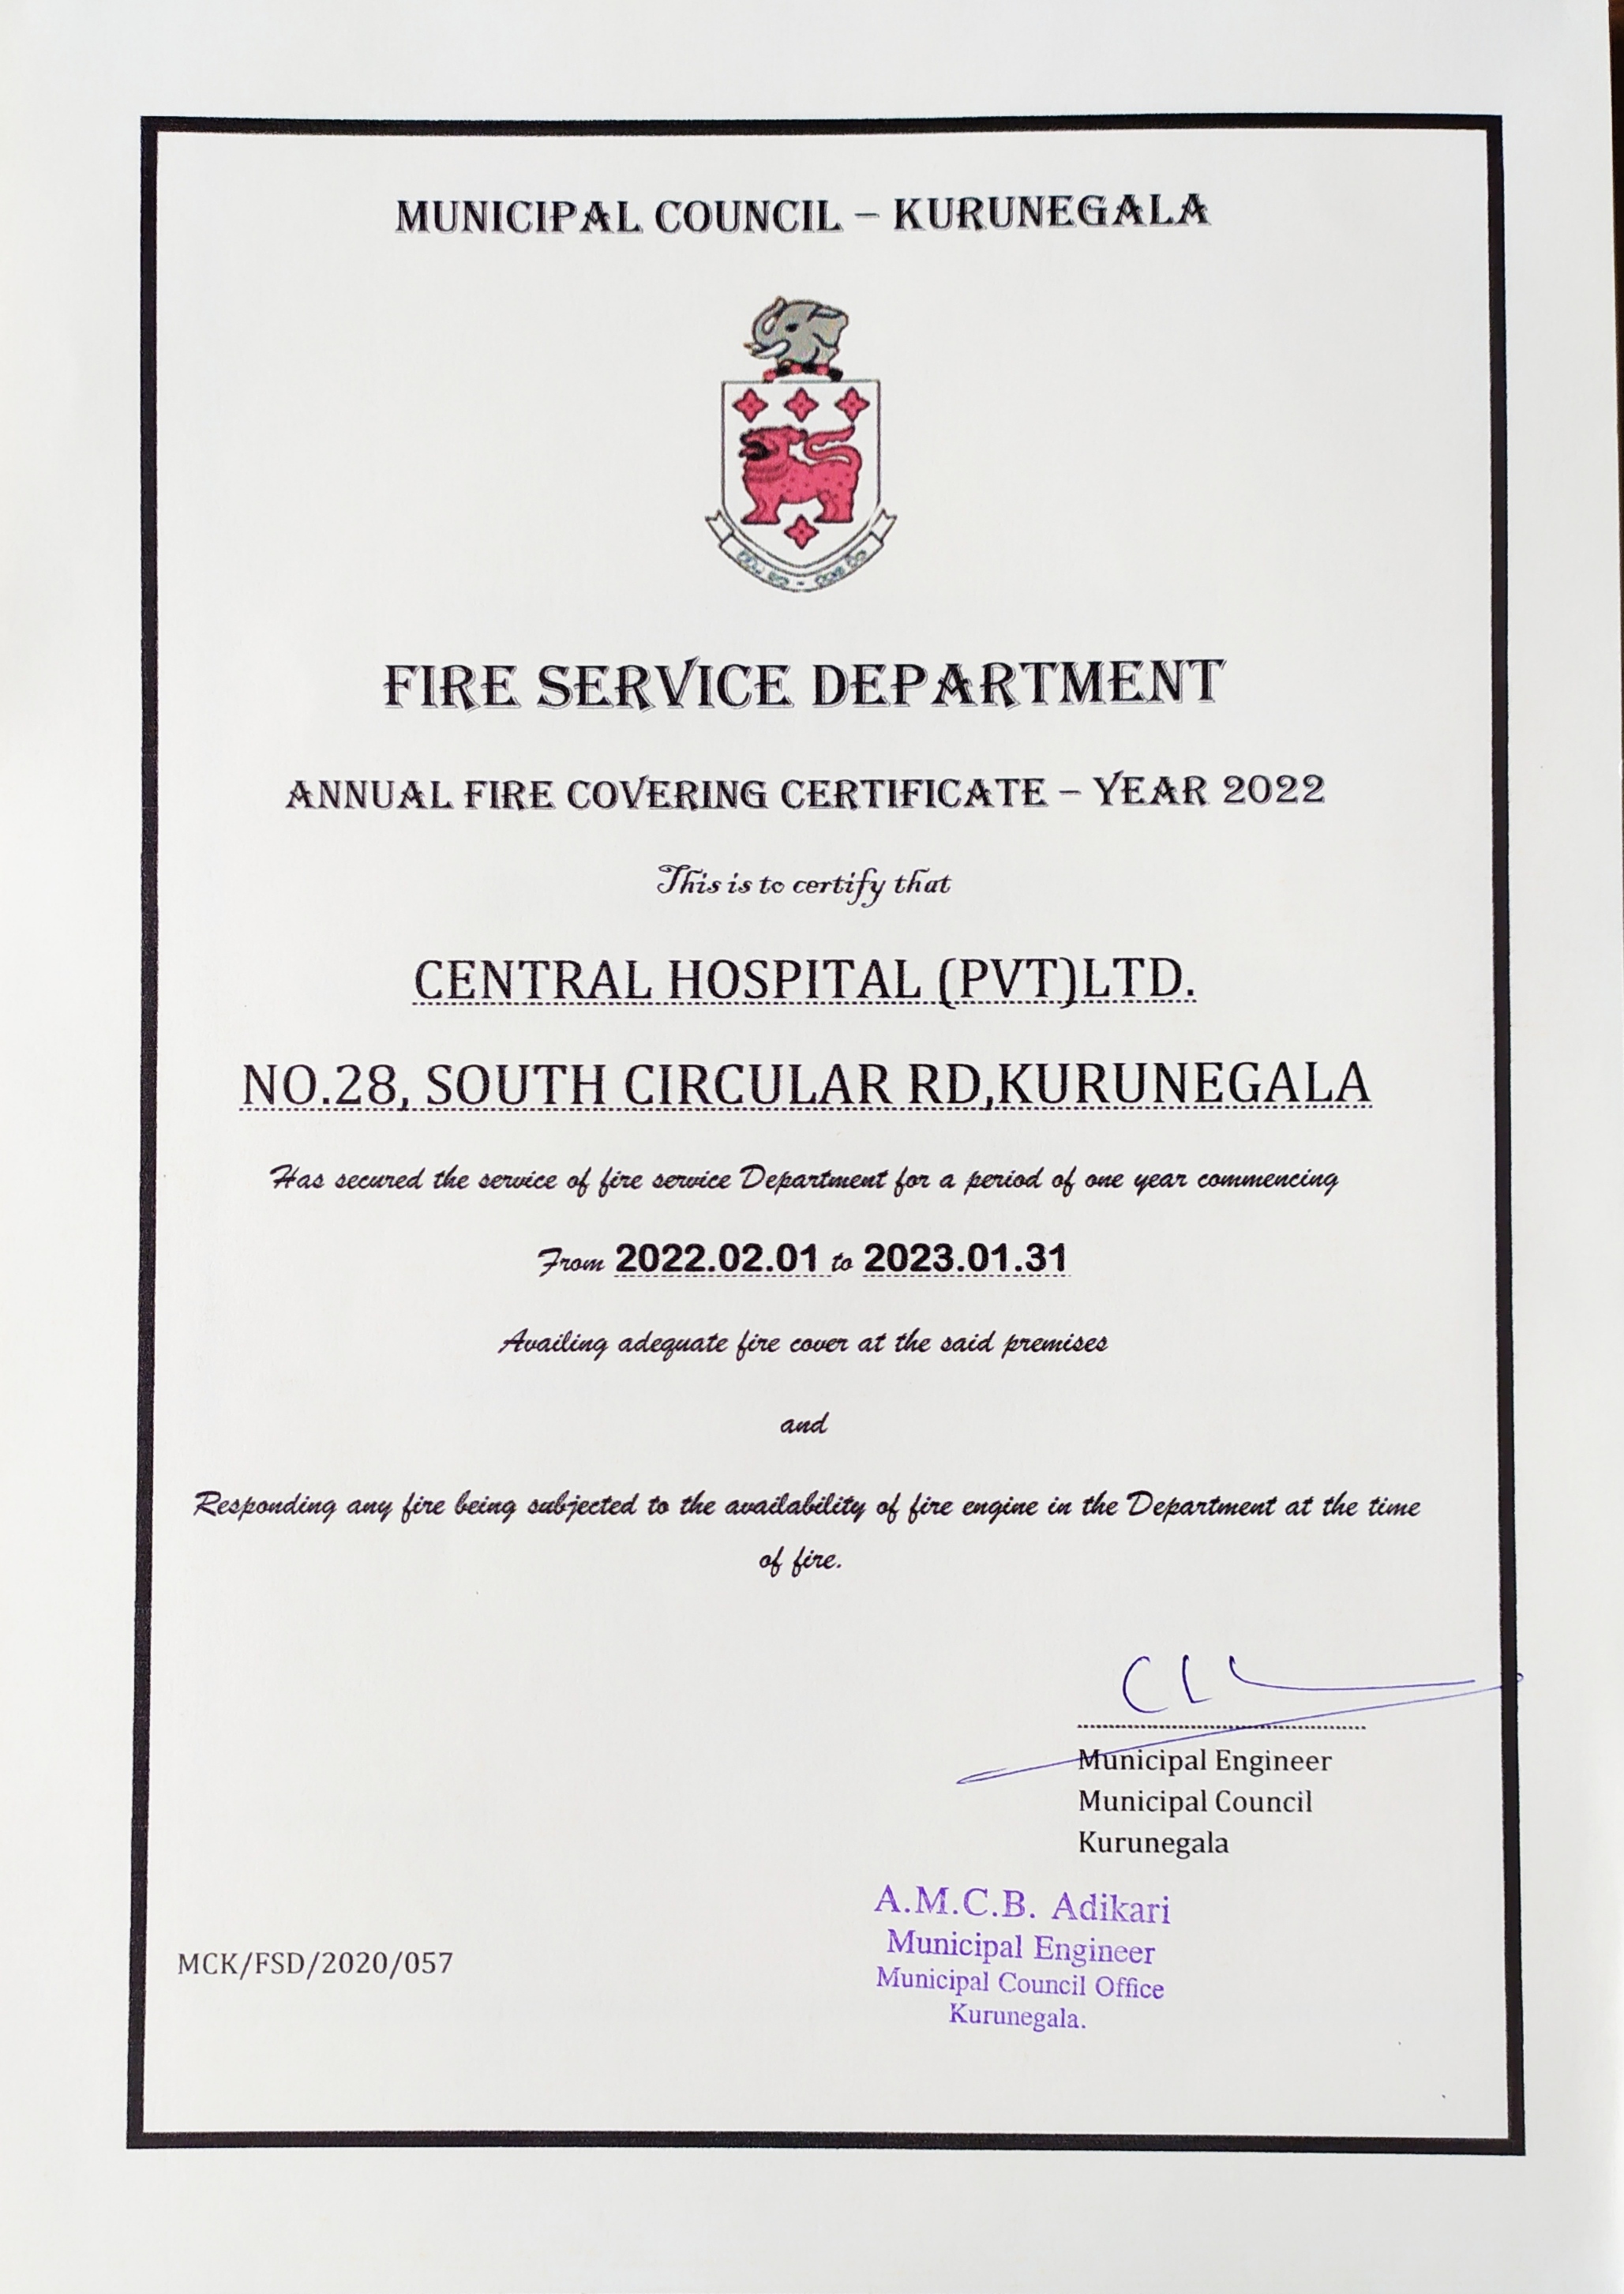 MUNICIPAL COUNCIL – KURUNEGALA
FIRE SERVICE DEPARTMENT
ANNUAL FIRE COVERING CERTIFICATE – YEAR 2022
This is to certify that
CENTRAL HOSPITAL (PVT)LTD.
NO.28, SOUTH CIRCULAR RD,KURUNEGALA
Has secured the service of fire service Department for a period of one year commencing
From 2022.02.01 to 2023.01.31
Availing adequate fire cover at the said premises
and
Responding any fire being subjected to the availability of fire engine in the Department at the time
of fire.
Municipal Engineer
Municipal Council
Kurunegala
A.M.C.B. Adikari
Municipal Engineer
Municipal Council Office
Kurunegala.
MCK/FSD/2020/057